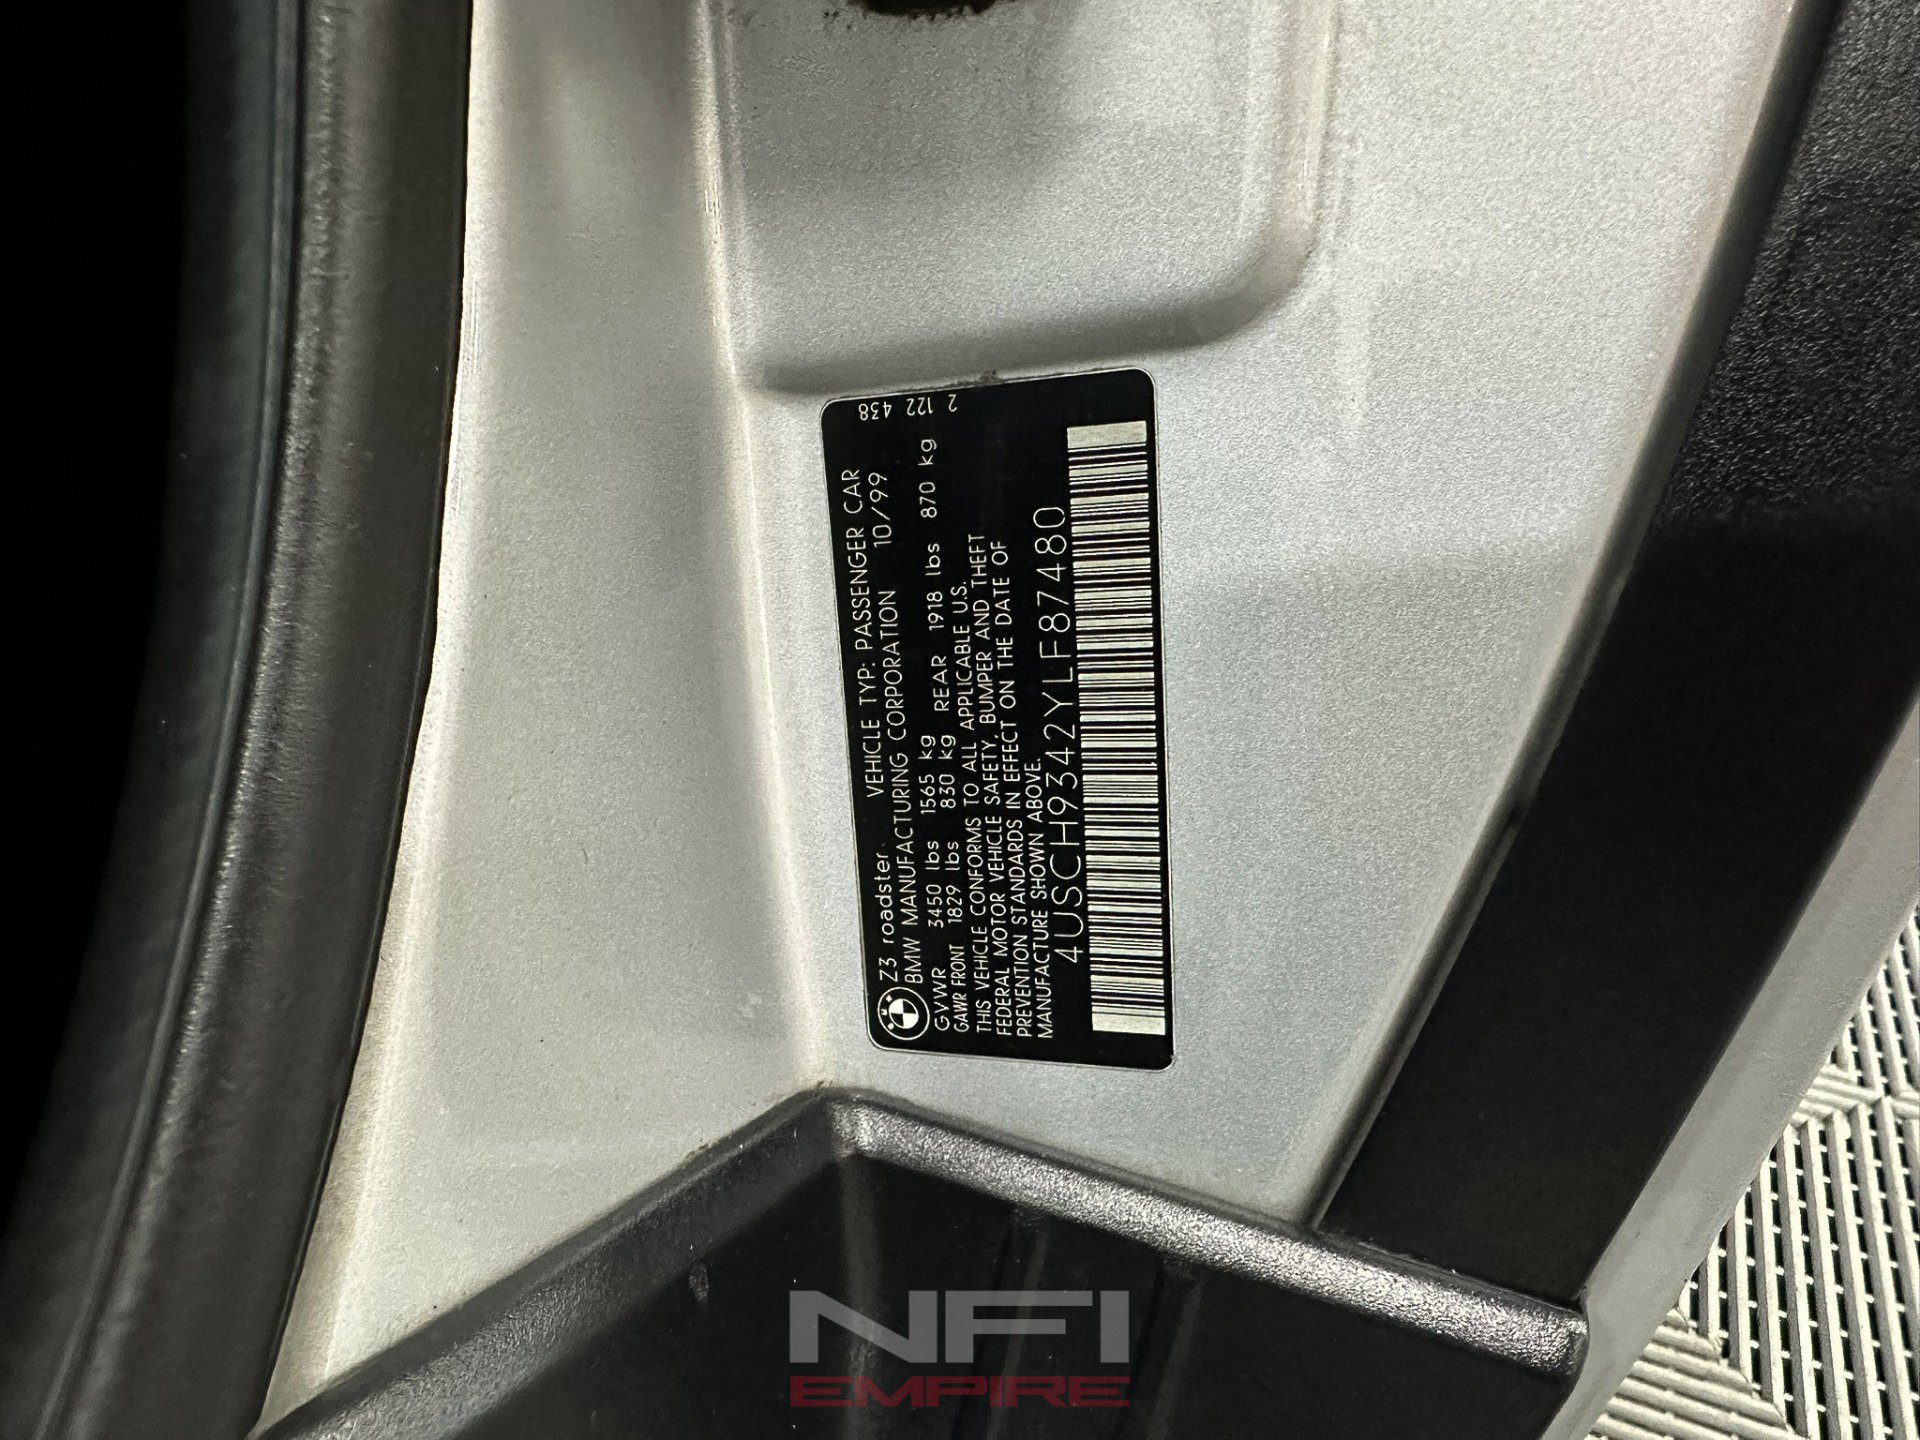 Z3 roadster VEHICLE TYP: PASSENGER CAR
BMW MANUFACTURING CORPORATION 10/99
GVWR 3450 lbs 1565 kg REAR 1918 lbs 870 kg
GAWR FRONT 1829 lbs 830 kg
THIS VEHICLE CONFORMS TO ALL APPLICABLE U.S.
FEDERAL MOTOR VEHICLE SAFETY, BUMPER AND THEFT
PREVENTION STANDARDS IN EFFECT ON THE DATE OF
MANUFACTURE SHOWN ABOVE.
4USCH9342YLF87480
2 122 438
NFI
EMPIRE